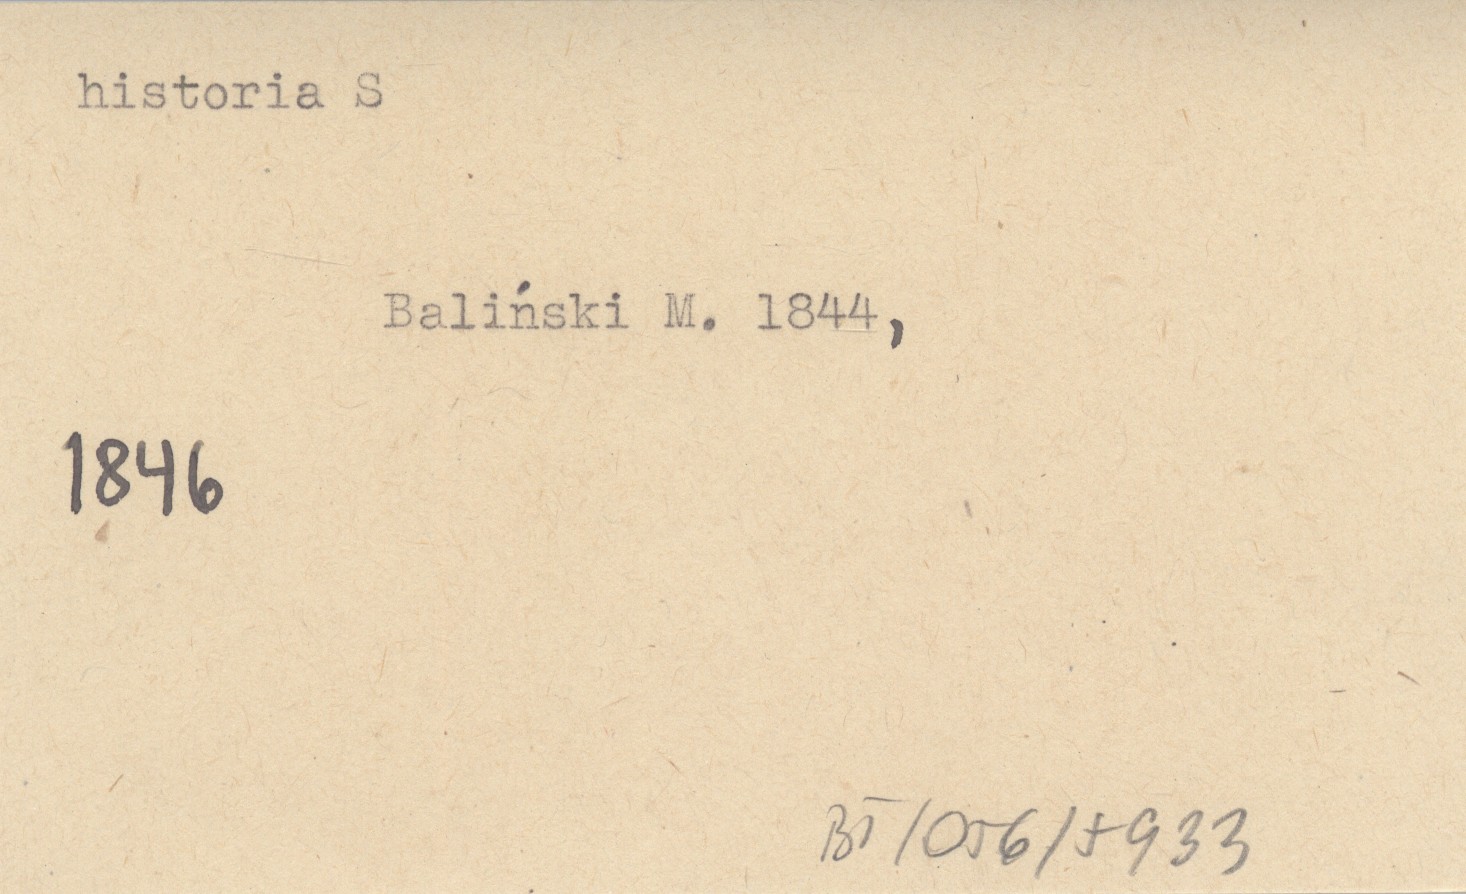 historia S
Baliński M. 1844,
1846
BT/056/5933